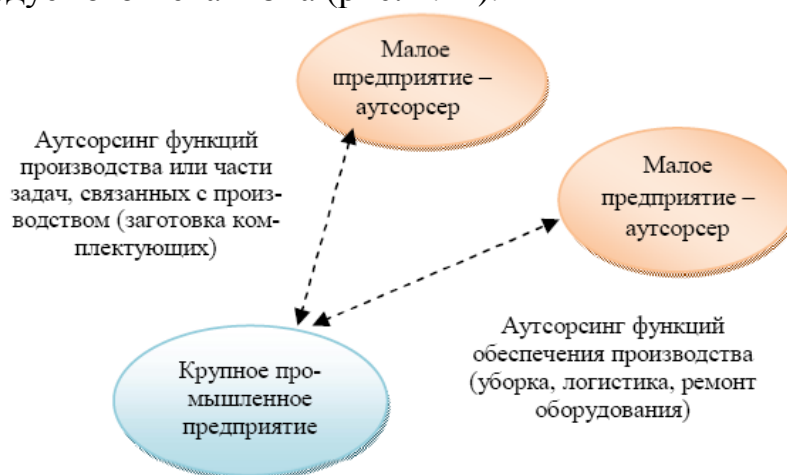 Малое
предприятие –
аутсорсер
Аутсорсинг функций
производства или части
задач, связанных с произ-
водством (заготовка ком-
плектующих)
Малое
предприятие –
аутсорсер
Аутсорсинг функций
обеспечения производства
(уборка, логистика, ремонт
оборудования)
Крупное про-
мышленное
предприятие